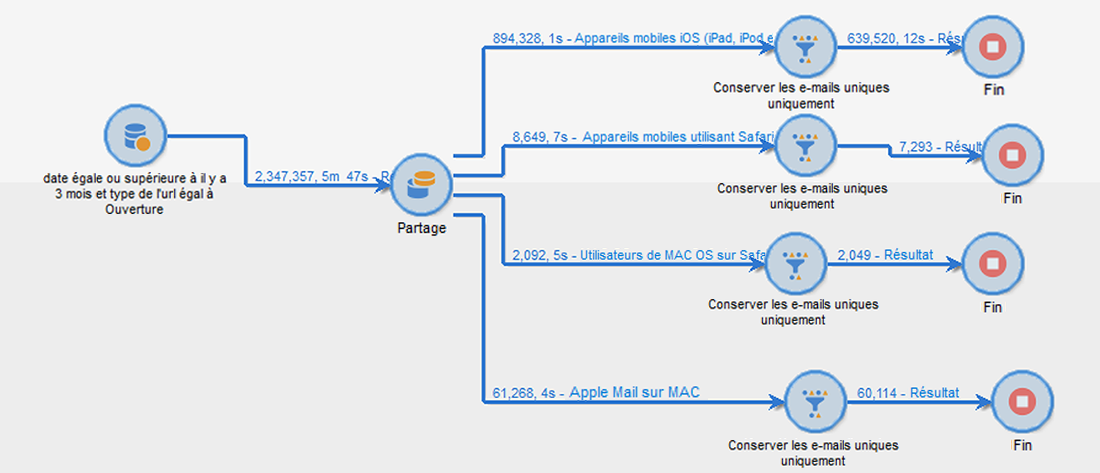 date égale ou supérieure à il y a
3 mois et type de l'url égal à
Ouverture
2,347,357, 5m 47s - R
Partage
894,328, 1s - Appareils mobiles iOS (iPad, iPod e
Conserver les e-mails uniques
uniquement
639,520, 12s - Rés
Fin
8,649, 7s - Appareils mobiles utilisant Safari
Conserver les e-mails uniques
uniquement
7,293 - Résult
Fin
2,092, 5s - Utilisateurs de MAC OS sur Safa
Conserver les e-mails uniques
uniquement
2,049 - Résultat
Fin
61,268, 4s - Apple Mail sur MAC
Conserver les e-mails uniques
uniquement
60,114 - Résultat
Fin